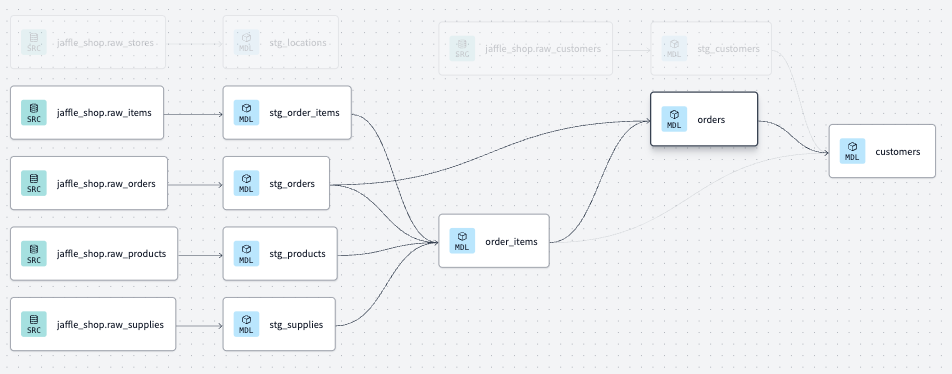 SRC
jaffle_shop.raw_stores
MDL
stg_locations
SRC
jaffle_shop.raw_customers
MDL
stg_customers
SRC
jaffle_shop.raw_items
MDL
stg_order_items
MDL
orders
MDL
customers
SRC
jaffle_shop.raw_orders
MDL
stg_orders
MDL
order_items
SRC
jaffle_shop.raw_products
MDL
stg_products
SRC
jaffle_shop.raw_supplies
MDL
stg_supplies